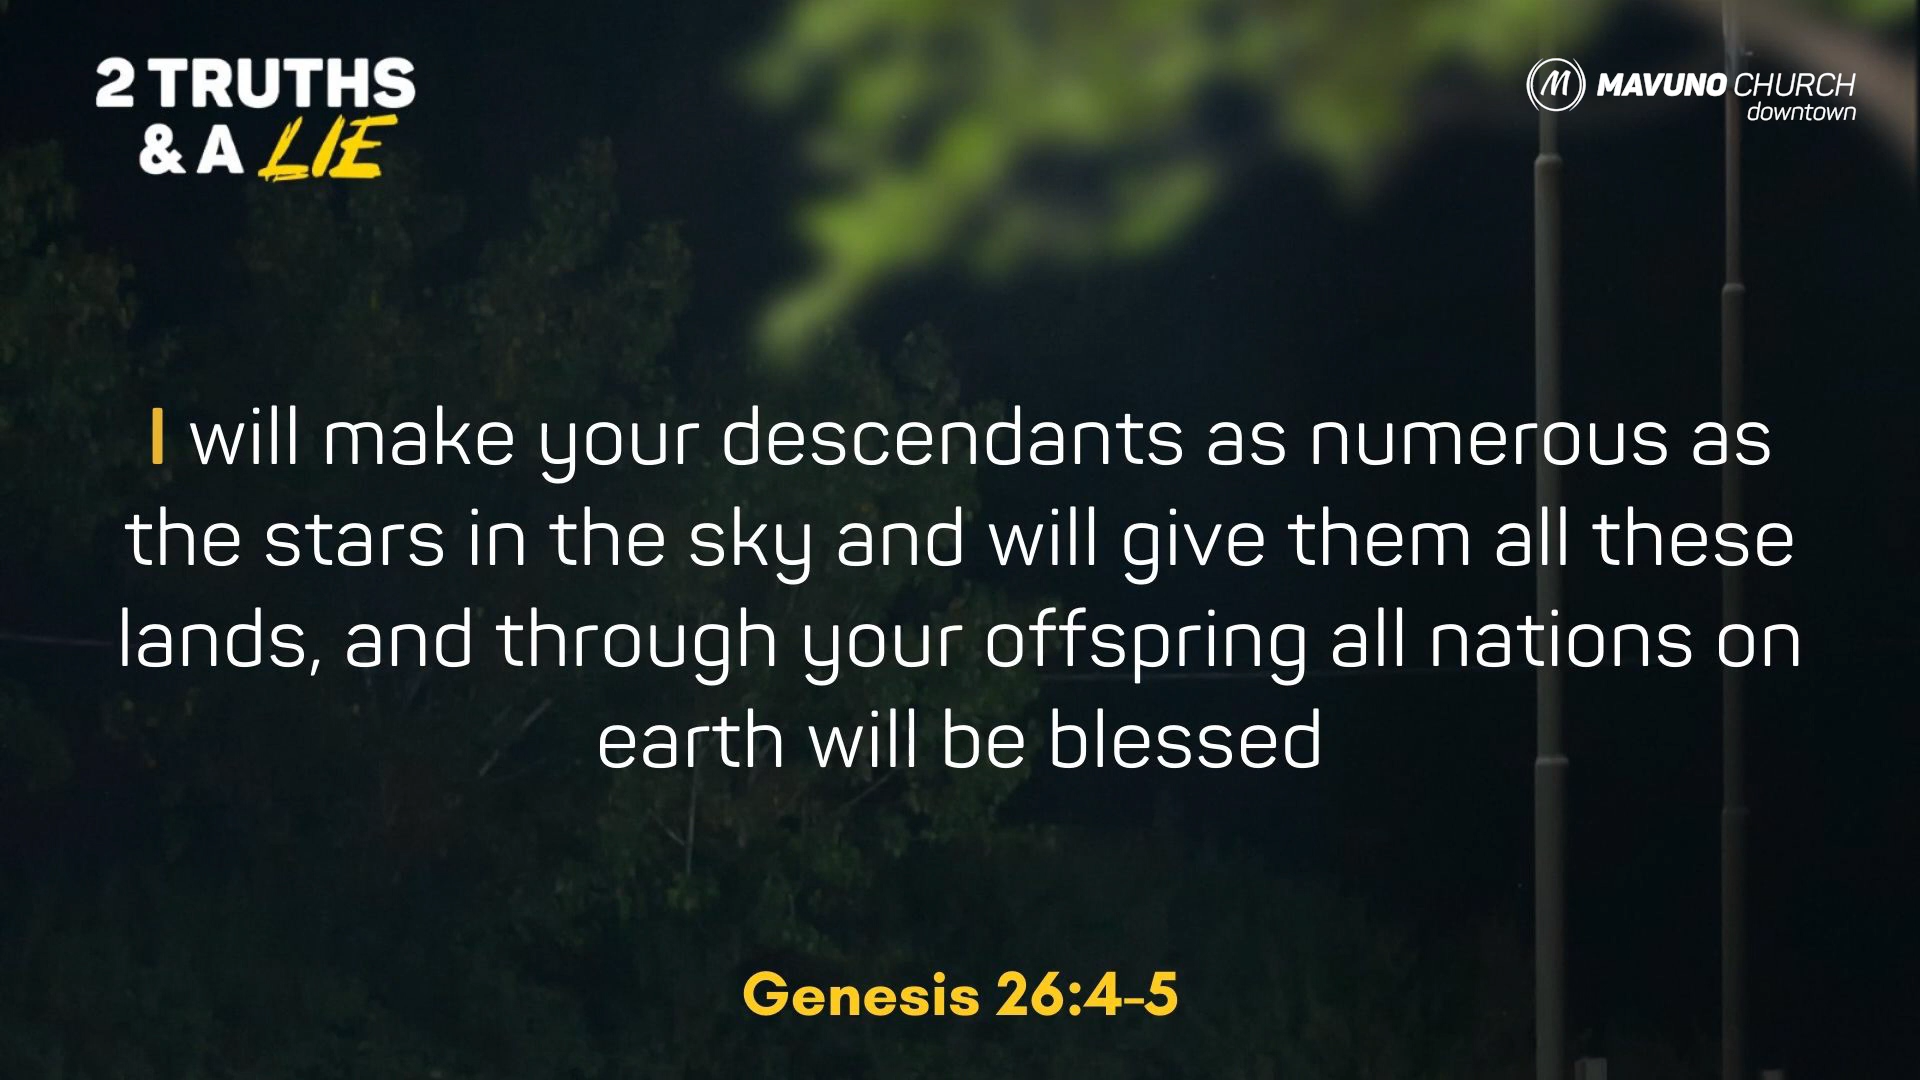 2 TRUTHS
& A LIE
M MAVUNO CHURCH
downtown
I will make your descendants as numerous as
the stars in the sky and will give them all these
lands, and through your offspring all nations on
earth will be blessed
Genesis 26:4-5